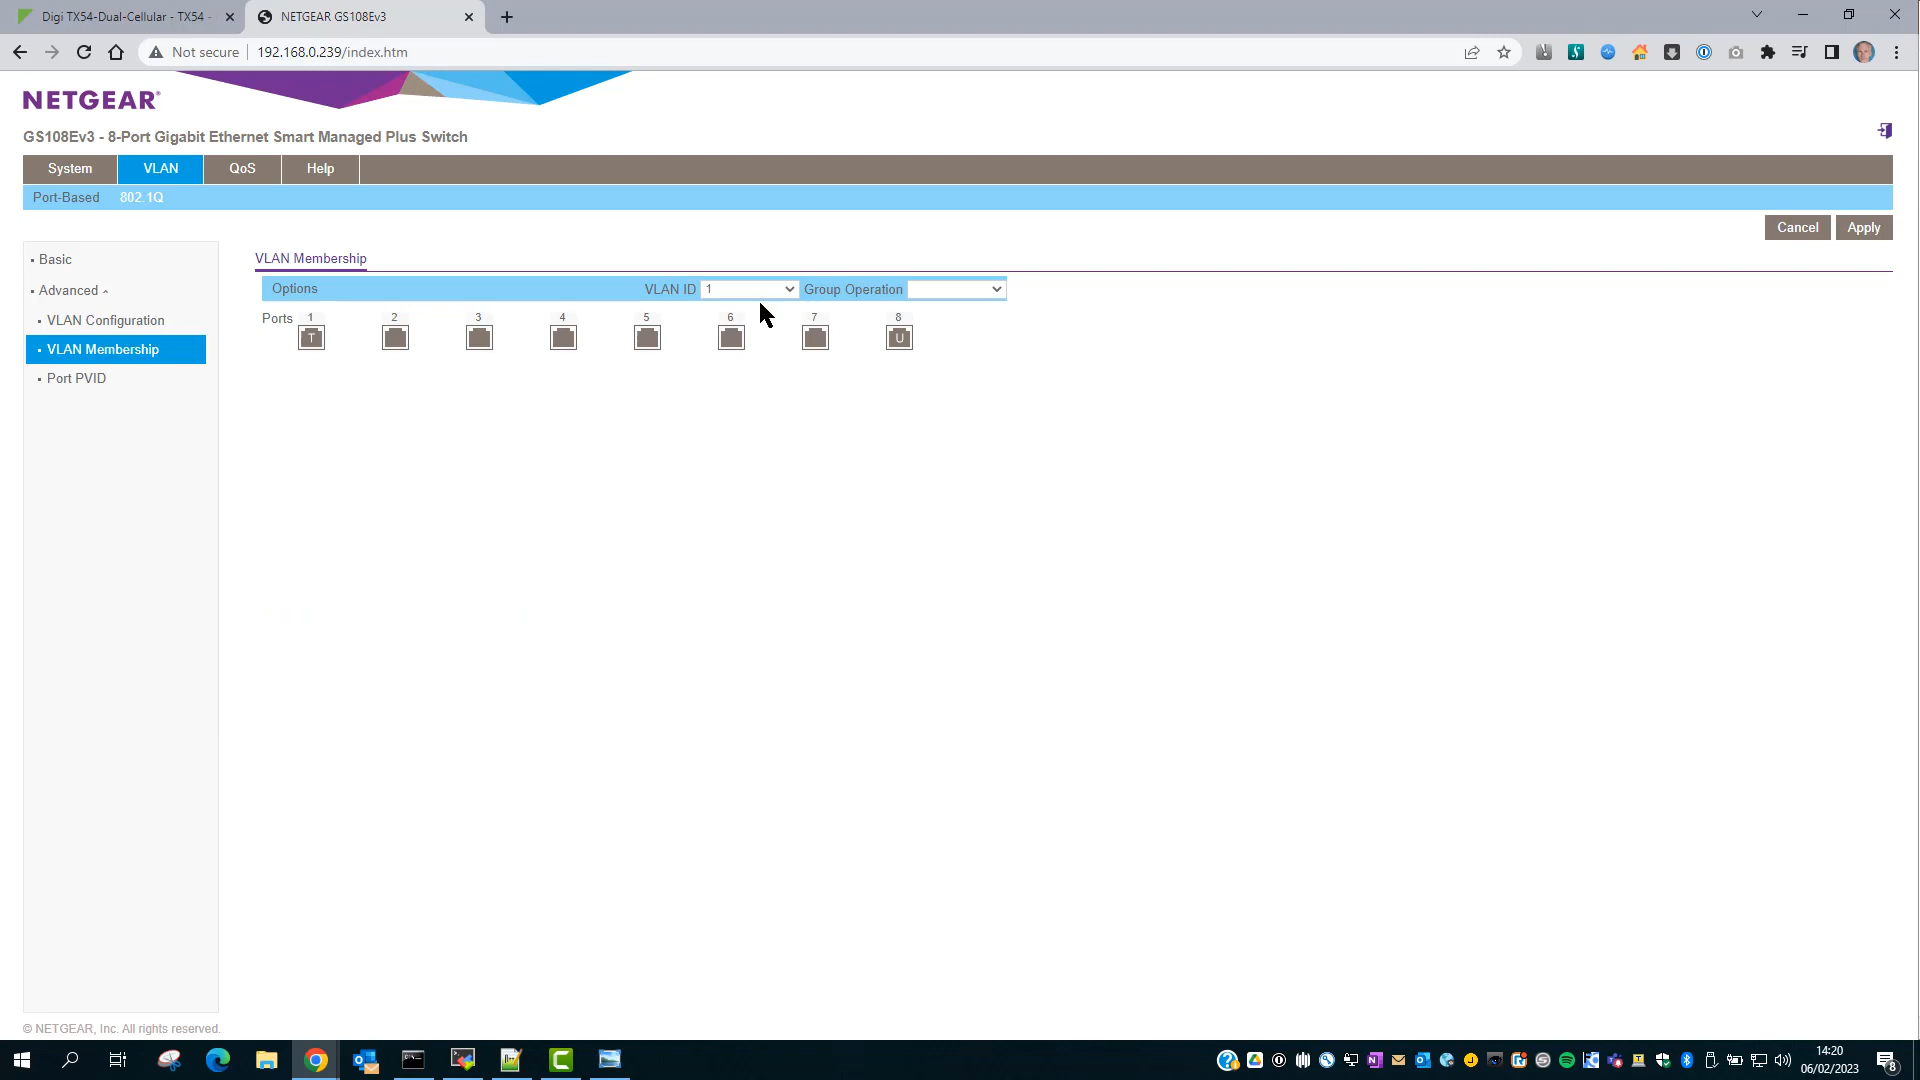 Digi TX54-Dual-Cellular - TX54 -
NETGEAR GS108Ev3
Not secure
192.168.0.239/index.htm
NETGEAR®
GS108Ev3 - 8-Port Gigabit Ethernet Smart Managed Plus Switch
System
VLAN
QoS
Help
Port-Based
802.1Q
Cancel
Apply
Basic
Advanced
VLAN Configuration
VLAN Membership
Port PVID
VLAN Membership
Options
VLAN ID
1
Group Operation
Ports
1
2
3
4
5
6
7
8
T
U
© NETGEAR, Inc. All rights reserved.
14:20
06/02/2023
8